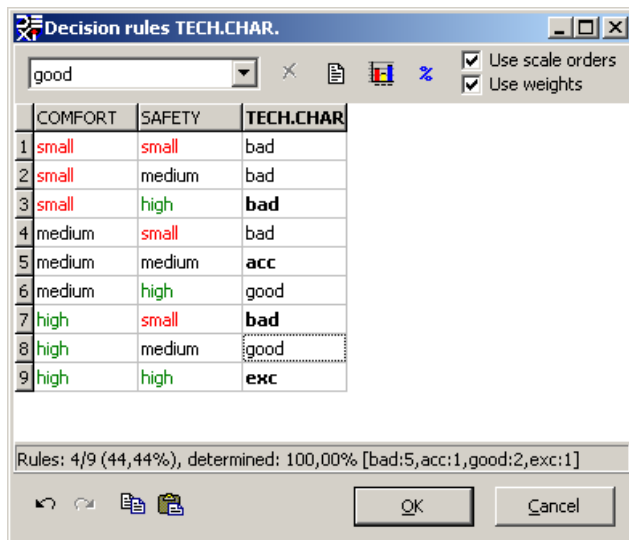 Decision rules TECH.CHAR.
good
Use scale orders
Use weights
COMFORT SAFETY TECH.CHAR
1 small small bad
2 small medium bad
3 small high bad
4 medium small bad
5 medium medium acc
6 medium high good
7 high small bad
8 high medium good
9 high high exc
Rules: 4/9 (44,44%), determined: 100,00% [bad:5,acc:1,good:2,exc:1]
OK Cancel